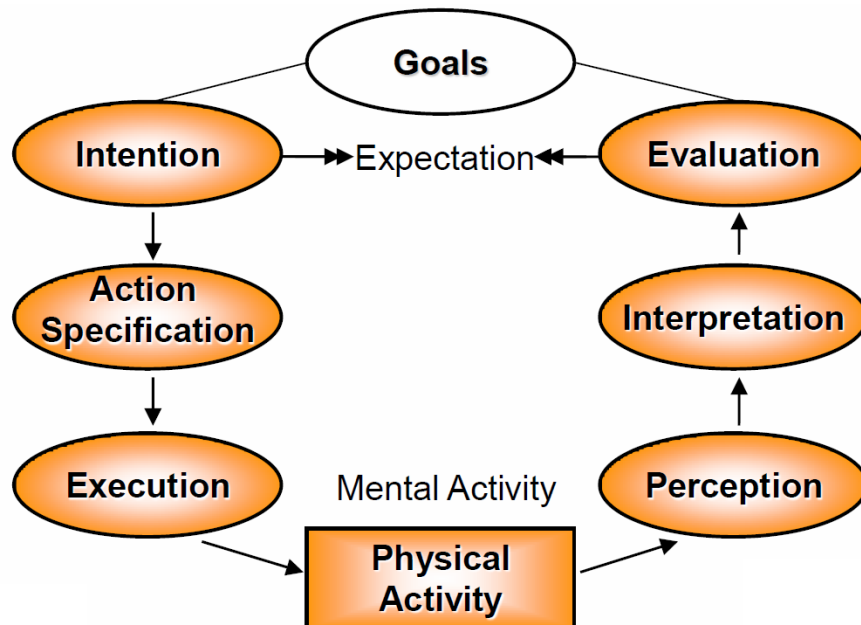 Goals
Intention
Expectation
Evaluation
Action
Specification
Interpretation
Execution
Mental Activity
Perception
Physical
Activity